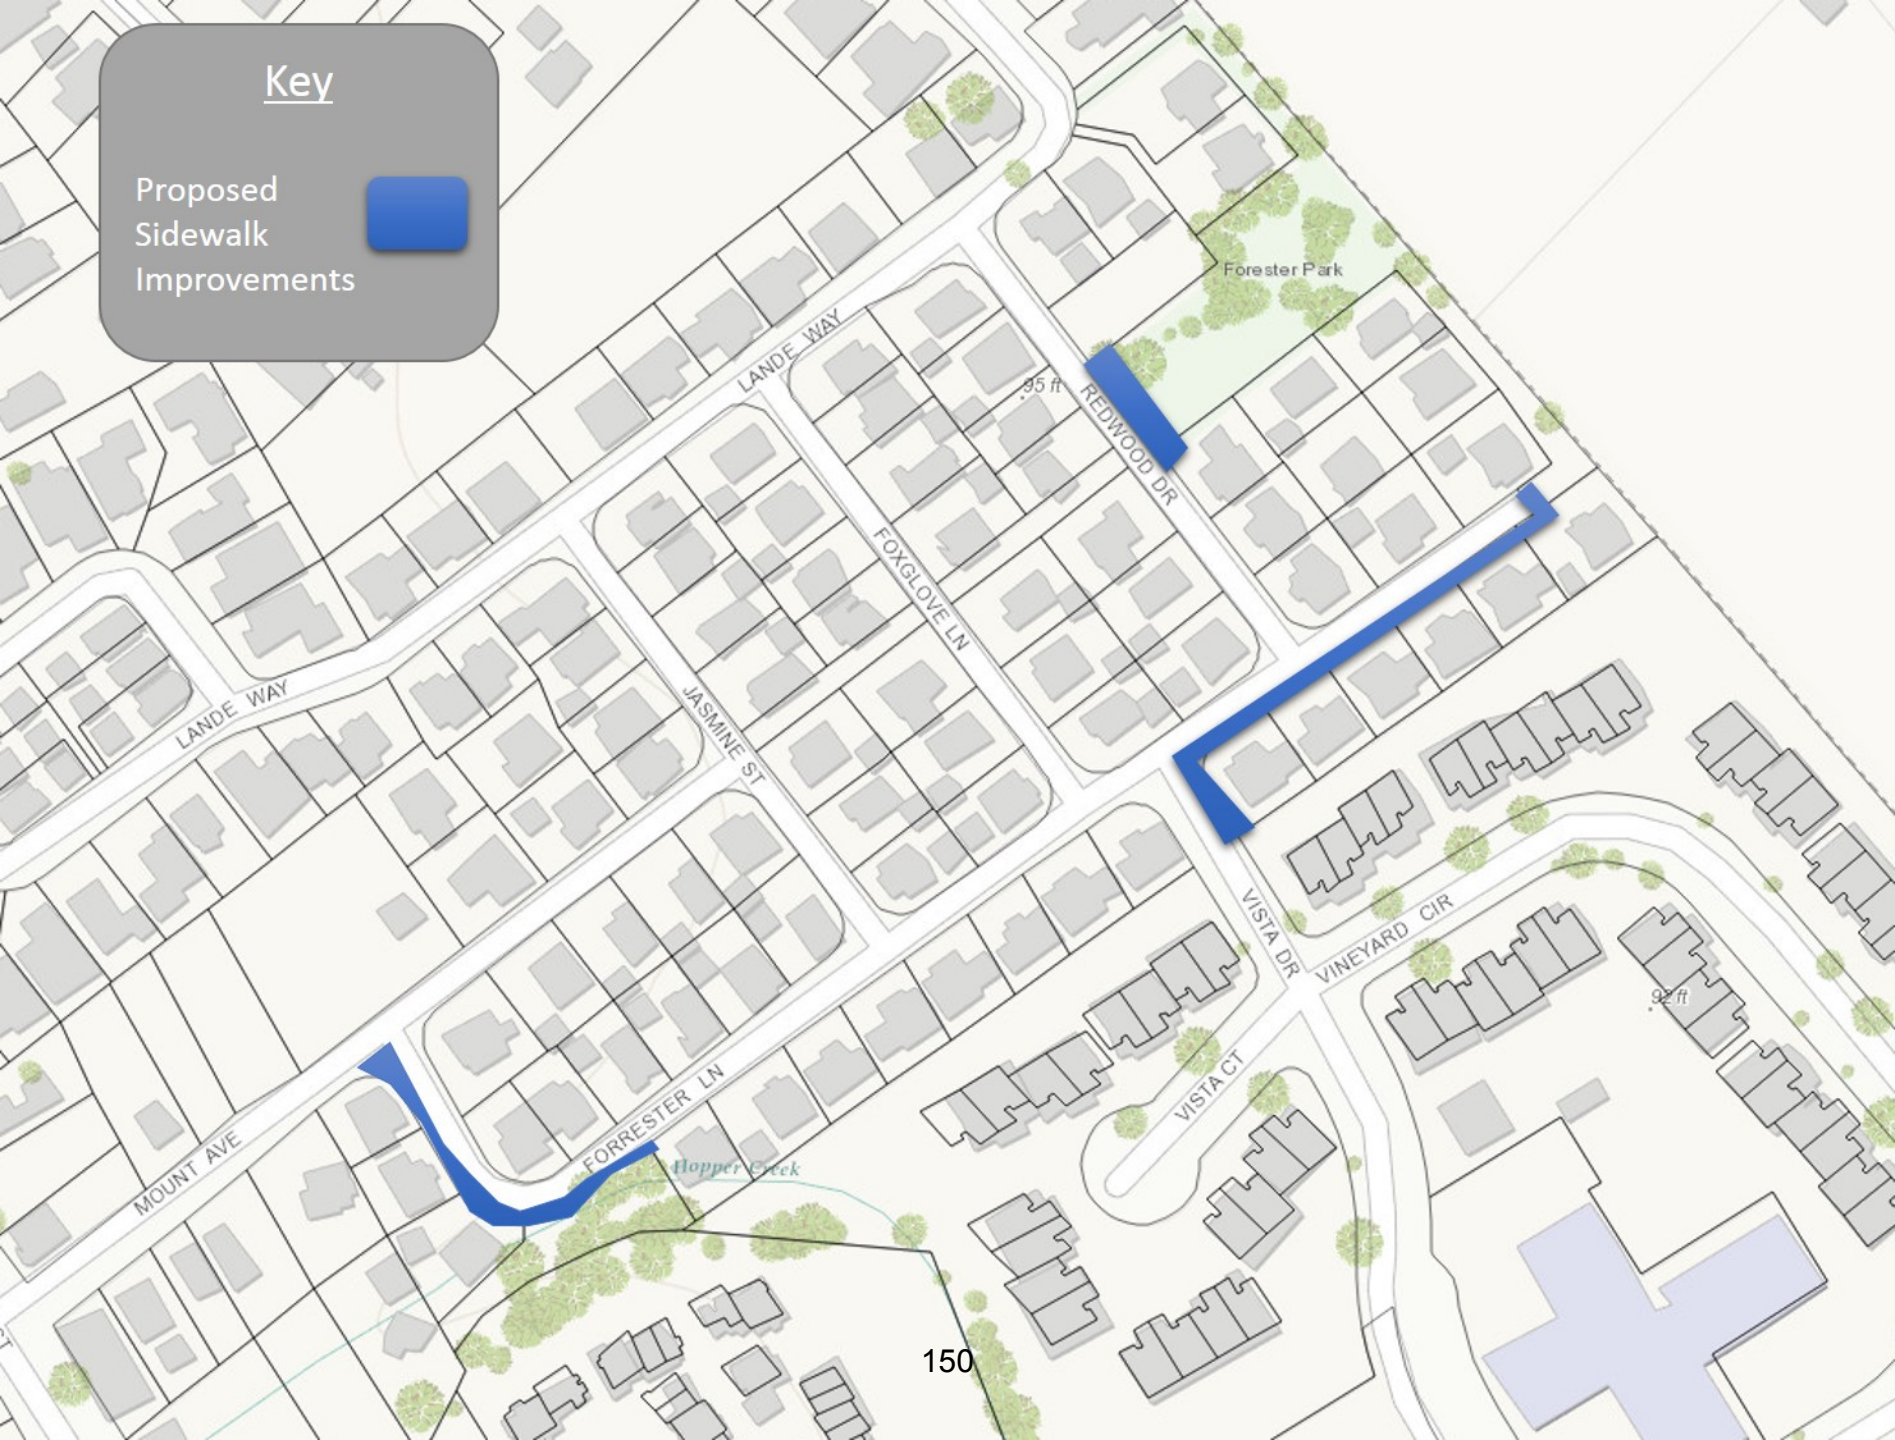 Key
Proposed
Sidewalk
Improvements
Forester Park
LANDE WAY
95 ft
REDWOOD DR
FOXGLOVE LN
LANDE WAY
JASMINE ST
VISTA DR
VINEYARD CIR
92 ft
FORRESTER LN
VISTA CT
MOUNT AVE
Hopper Creek
150